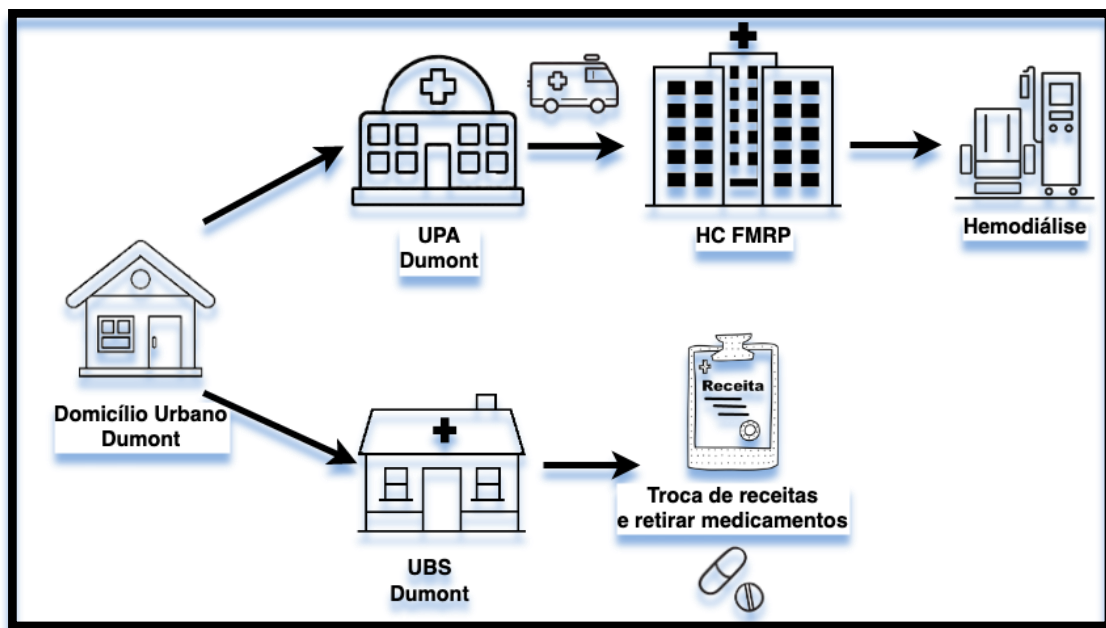 UPA
Dumont
HC FMRP
Hemodiálise
Domicílio Urbano
Dumont
Receita
Troca de receitas
e retirar medicamentos
UBS
Dumont